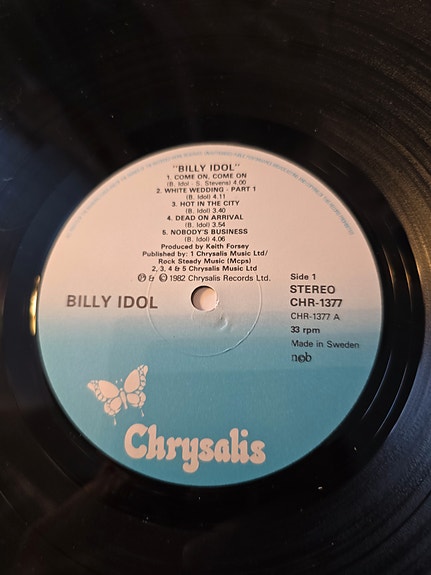 "BILLY IDOL"
1. COME ON, COME ON
(B. Idol - S. Stevens) 4.00
2. WHITE WEDDING - PART 1
(B. Idol) 4.11
3. HOT IN THE CITY
(B. Idol) 3.40
4. DEAD ON ARRIVAL
(B. Idol) 3.54
5. NOBODY'S BUSINESS
(B. Idol) 4.06
Produced by Keith Forsey
Published by: 1 Chrysalis Music Ltd/
Rock Steady Music (Mcps)
2, 3, 4 & 5 Chrysalis Music Ltd
℗ & © 1982 Chrysalis Records Ltd.
BILLY IDOL
Side 1
STEREO
CHR-1377
CHR-1377 A
33 rpm
Made in Sweden
ncb
Chrysalis